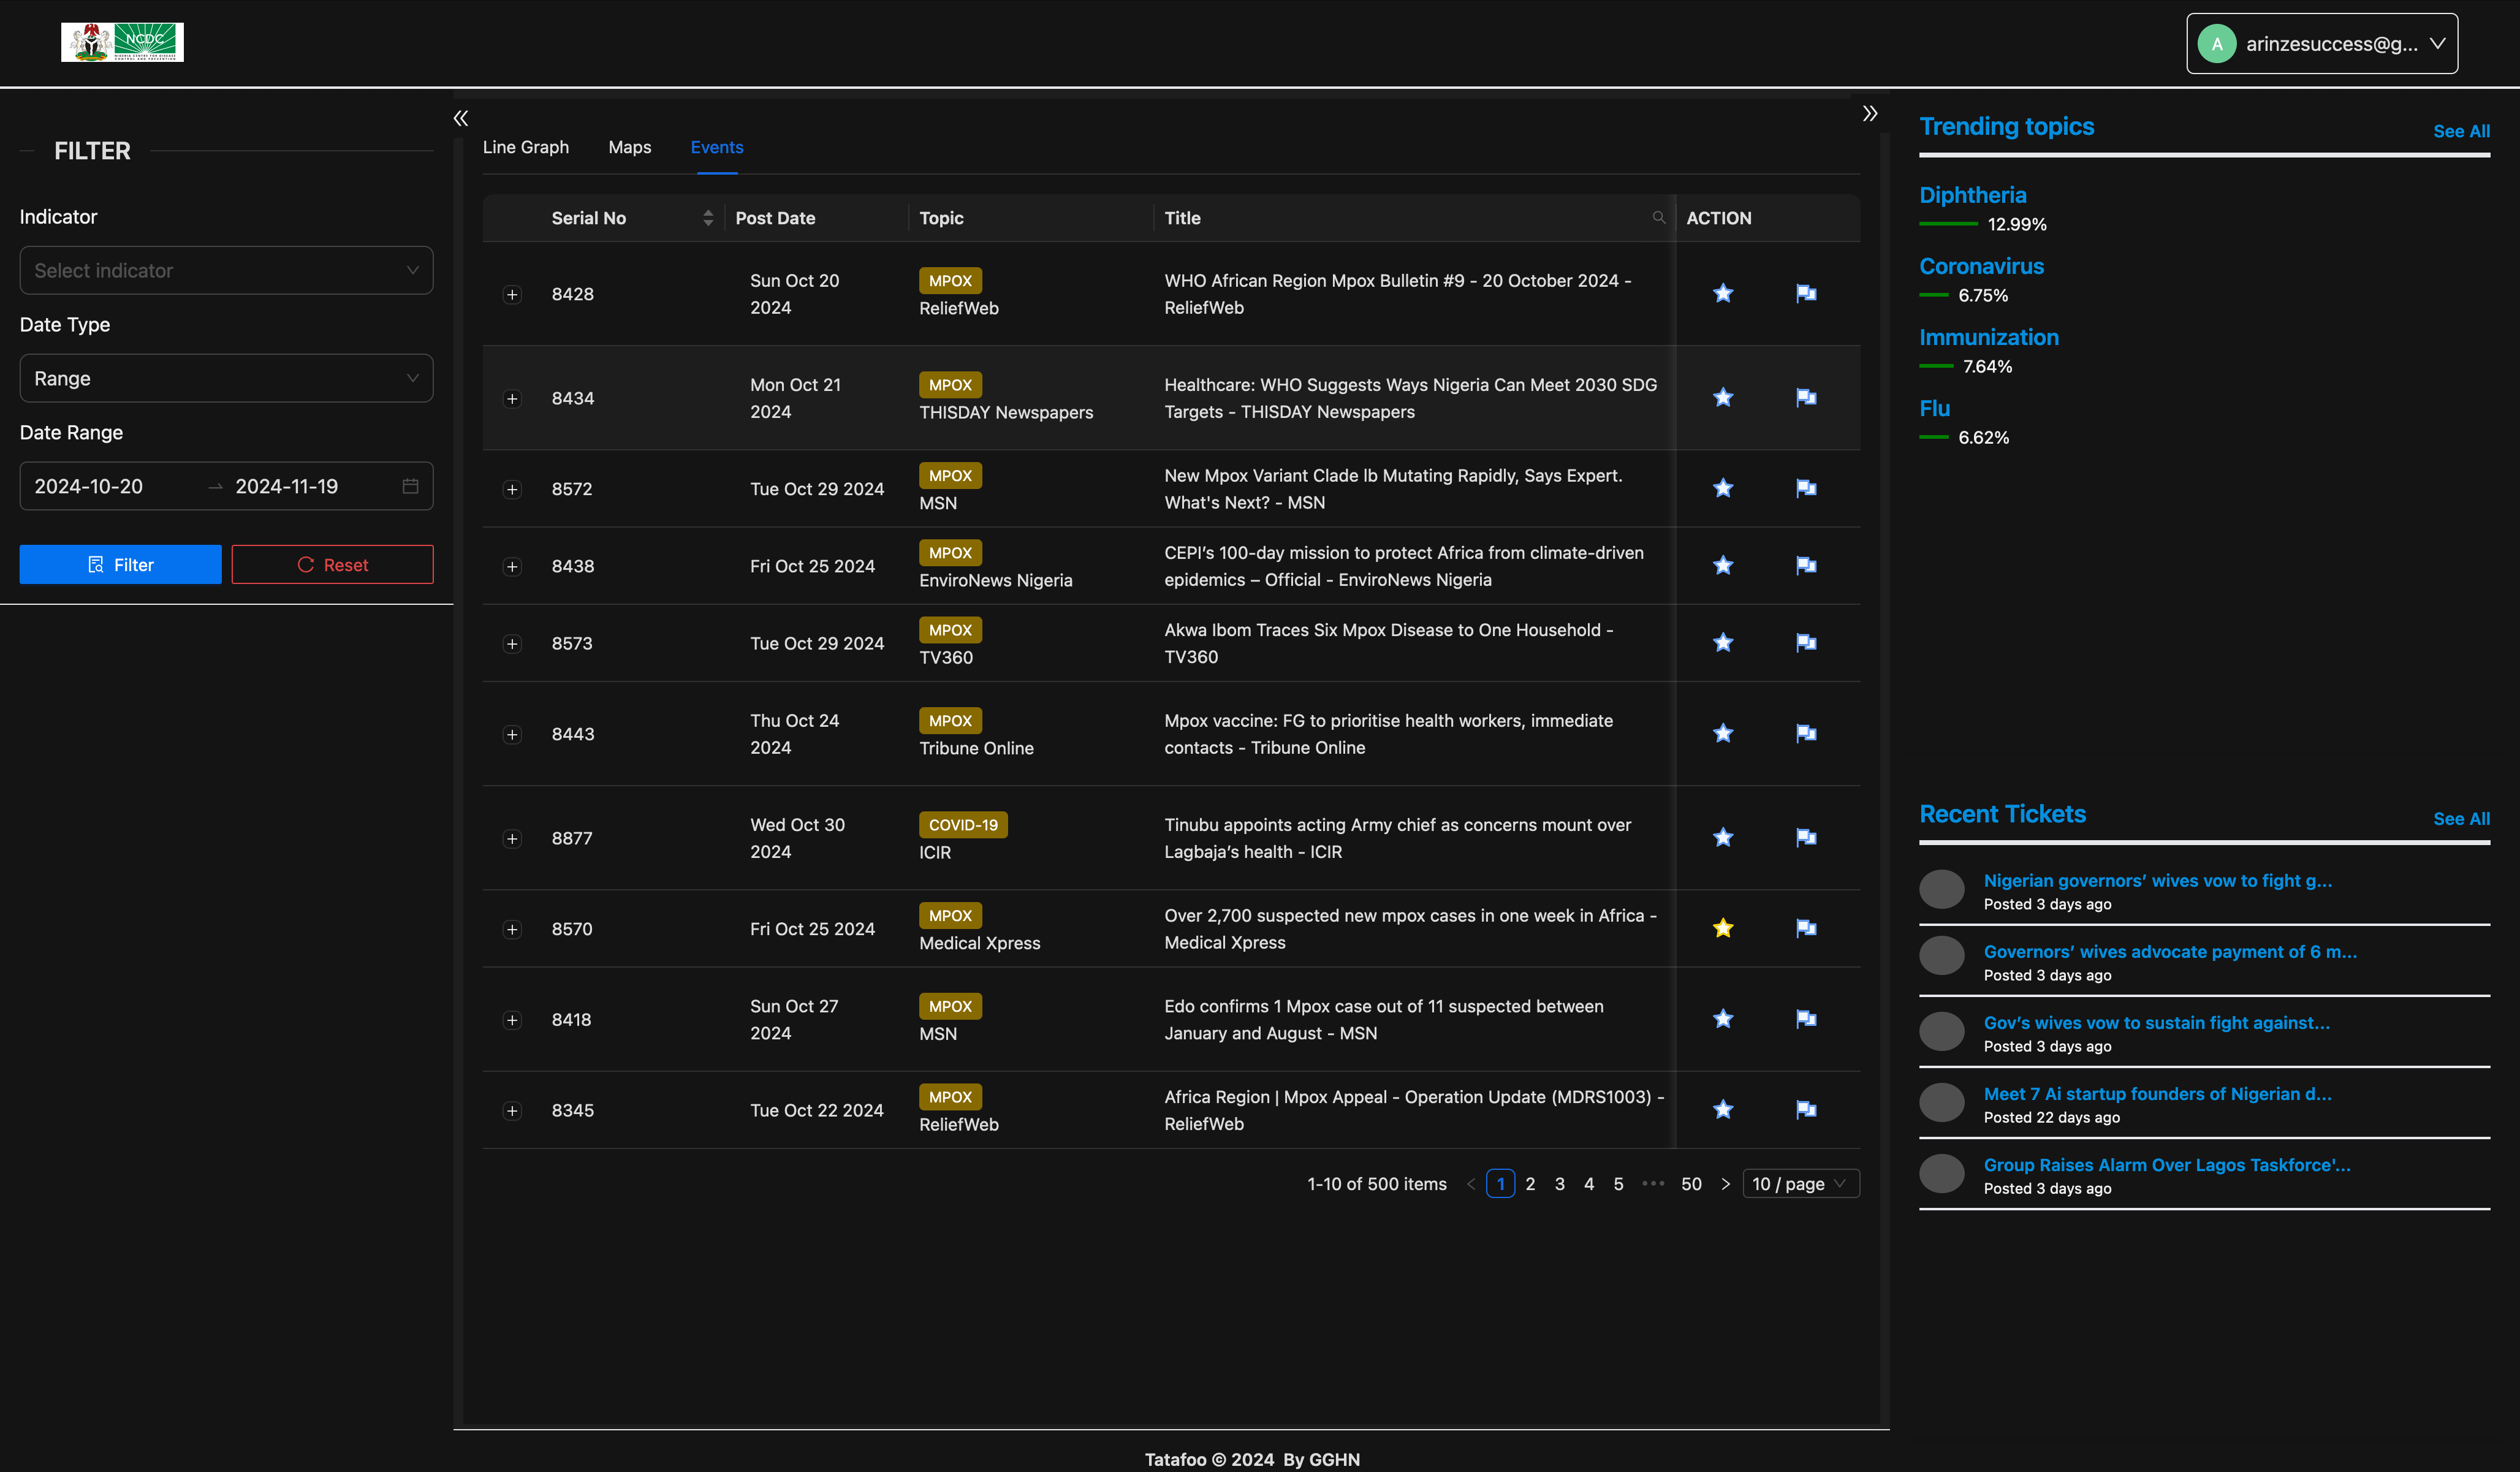 NCDC
NIGERIA CENTRE FOR DISEASE
CONTROL AND PREVENTION
A
arinzesuccess@g...
FILTER
Indicator
Select indicator
Date Type
Range
Date Range
2024-10-20
2024-11-19
Filter
Reset
Line Graph
Maps
Events
Serial No
Post Date
Topic
Title
ACTION
8428
Sun Oct 20
2024
MPOX
ReliefWeb
WHO African Region Mpox Bulletin #9 - 20 October 2024 -
ReliefWeb
8434
Mon Oct 21
2024
MPOX
THISDAY Newspapers
Healthcare: WHO Suggests Ways Nigeria Can Meet 2030 SDG
Targets - THISDAY Newspapers
8572
Tue Oct 29 2024
MPOX
MSN
New Mpox Variant Clade lb Mutating Rapidly, Says Expert.
What's Next? - MSN
8438
Fri Oct 25 2024
MPOX
EnviroNews Nigeria
CEPI’s 100-day mission to protect Africa from climate-driven
epidemics – Official - EnviroNews Nigeria
8573
Tue Oct 29 2024
MPOX
TV360
Akwa Ibom Traces Six Mpox Disease to One Household -
TV360
8443
Thu Oct 24
2024
MPOX
Tribune Online
Mpox vaccine: FG to prioritise health workers, immediate
contacts - Tribune Online
8877
Wed Oct 30
2024
COVID-19
ICIR
Tinubu appoints acting Army chief as concerns mount over
Lagbaja’s health - ICIR
8570
Fri Oct 25 2024
MPOX
Medical Xpress
Over 2,700 suspected new mpox cases in one week in Africa -
Medical Xpress
8418
Sun Oct 27
2024
MPOX
MSN
Edo confirms 1 Mpox case out of 11 suspected between
January and August - MSN
8345
Tue Oct 22 2024
MPOX
ReliefWeb
Africa Region | Mpox Appeal - Operation Update (MDRS1003) -
ReliefWeb
1-10 of 500 items
1 2 3 4 5 ••• 50
10 / page
Trending topics
See All
Diphtheria
12.99%
Coronavirus
6.75%
Immunization
7.64%
Flu
6.62%
Recent Tickets
See All
Nigerian governors’ wives vow to fight g...
Posted 3 days ago
Governors’ wives advocate payment of 6 m...
Posted 3 days ago
Gov’s wives vow to sustain fight against...
Posted 3 days ago
Meet 7 Ai startup founders of Nigerian d...
Posted 22 days ago
Group Raises Alarm Over Lagos Taskforce'...
Posted 3 days ago
Tatafoo © 2024 By GGHN